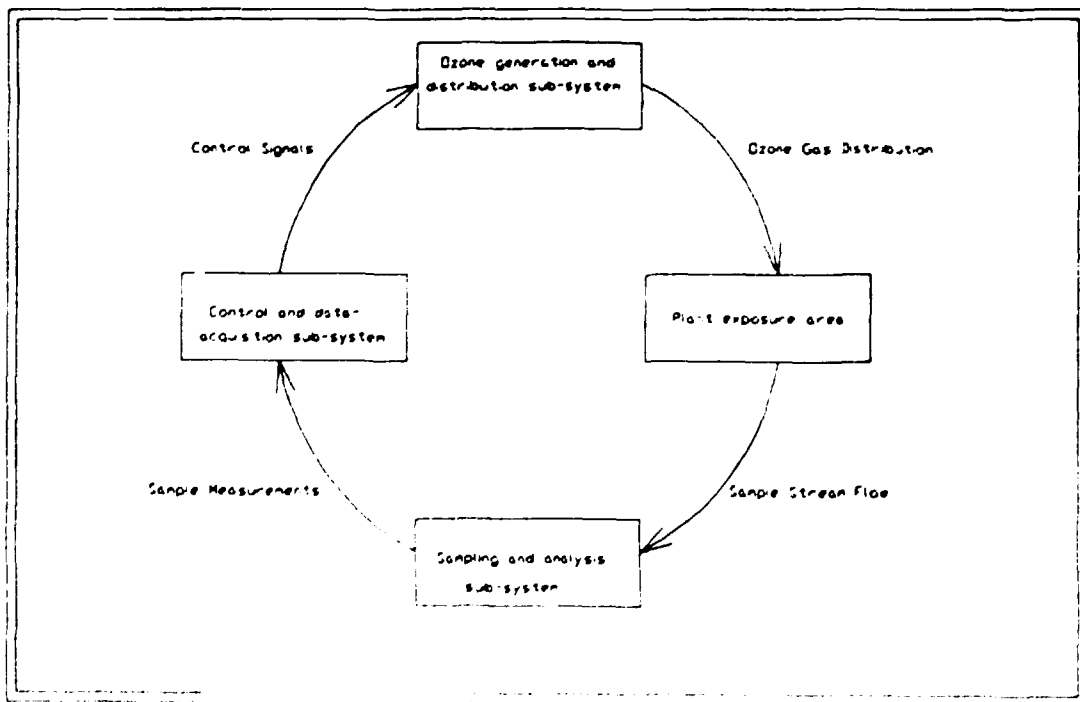 Ozone generation and
distribution sub-system
Control Signals
Ozone Gas Distribution
Control and data-
acquisition sub-system
Plant exposure area
Sample Measurements
Sample Stream Flow
Sampling and analysis
sub-system